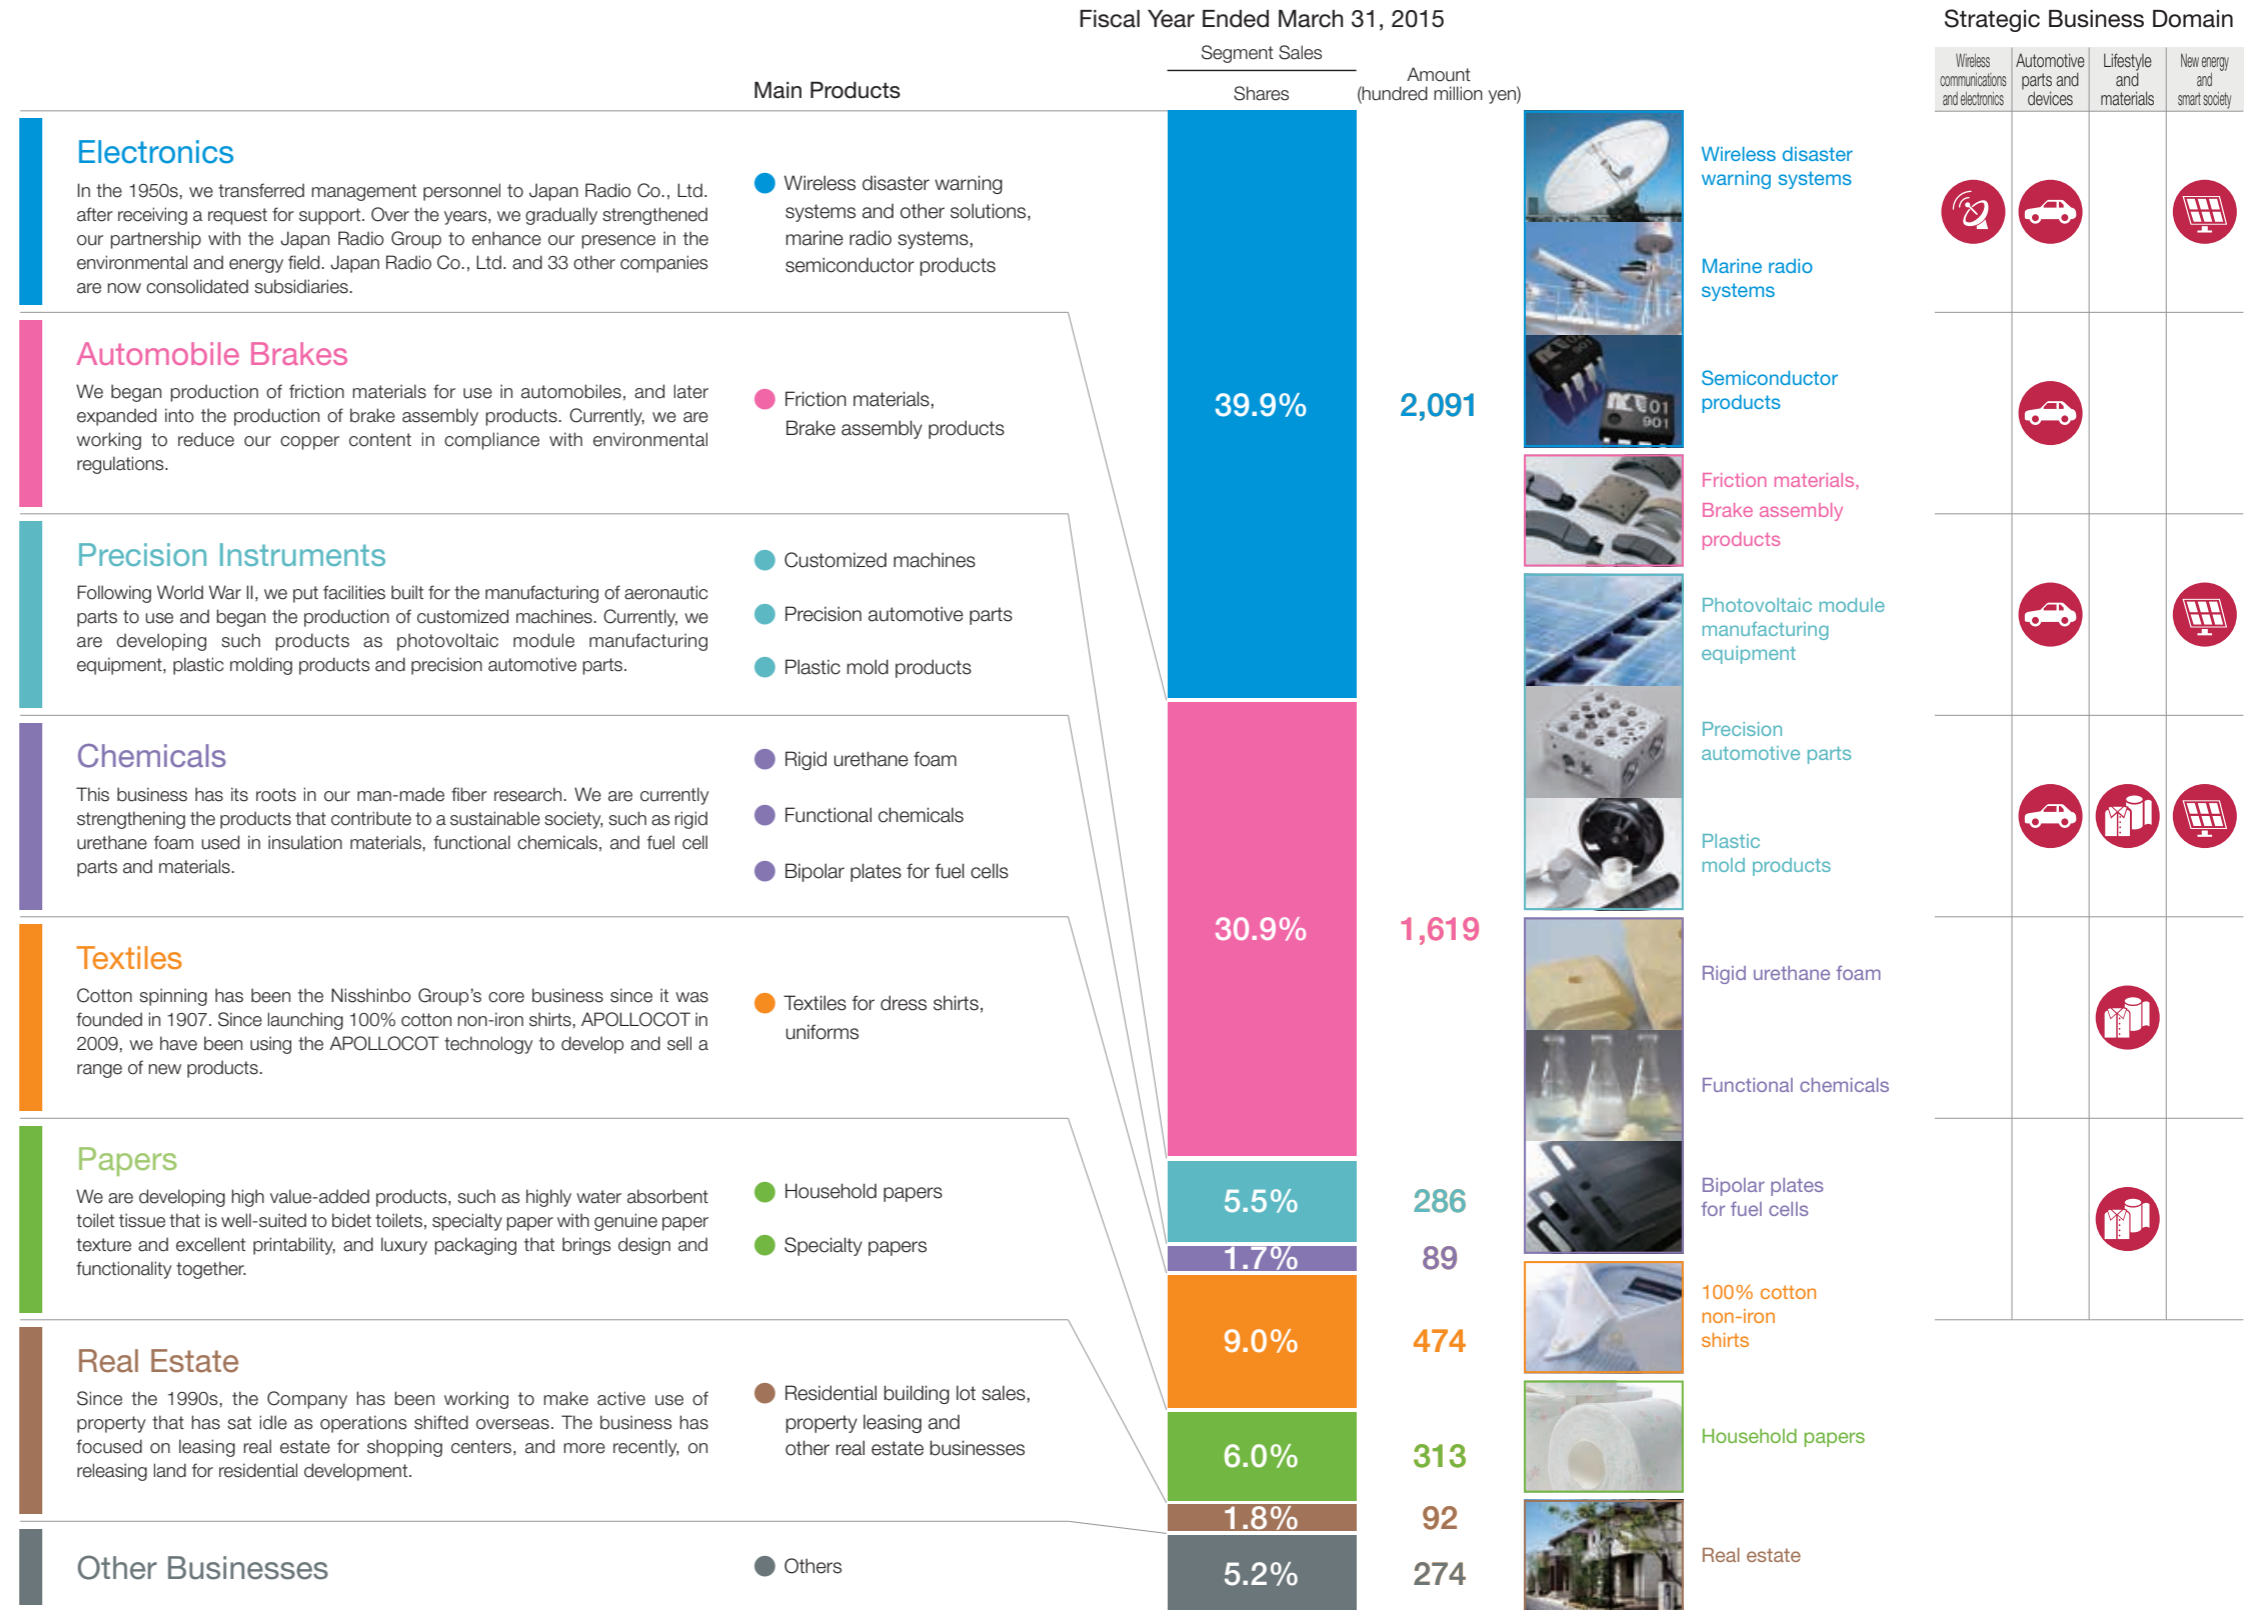 Fiscal Year Ended March 31, 2015
Strategic Business Domain
Segment Sales
Main Products
Shares
Amount
(hundred million yen)
Wireless
communications
and electronics
Automotive
parts and
devices
Lifestyle
and
materials
New energy
and
smart society
Electronics
In the 1950s, we transferred management personnel to Japan Radio Co., Ltd.
after receiving a request for support. Over the years, we gradually strengthened
our partnership with the Japan Radio Group to enhance our presence in the
environmental and energy field. Japan Radio Co., Ltd. and 33 other companies
are now consolidated subsidiaries.
Wireless disaster warning
systems and other solutions,
marine radio systems,
semiconductor products
Automobile Brakes
We began production of friction materials for use in automobiles, and later
expanded into the production of brake assembly products. Currently, we are
working to reduce our copper content in compliance with environmental
regulations.
Friction materials,
Brake assembly products
Precision Instruments
Following World War II, we put facilities built for the manufacturing of aeronautic
parts to use and began the production of customized machines. Currently, we
are developing such products as photovoltaic module manufacturing
equipment, plastic molding products and precision automotive parts.
Customized machines
Precision automotive parts
Plastic mold products
Chemicals
This business has its roots in our man-made fiber research. We are currently
strengthening the products that contribute to a sustainable society, such as rigid
urethane foam used in insulation materials, functional chemicals, and fuel cell
parts and materials.
Rigid urethane foam
Functional chemicals
Bipolar plates for fuel cells
Textiles
Cotton spinning has been the Nisshinbo Group's core business since it was
founded in 1907. Since launching 100% cotton non-iron shirts, APOLLOCOT in
2009, we have been using the APOLLOCOT technology to develop and sell a
range of new products.
Textiles for dress shirts,
uniforms
Papers
We are developing high value-added products, such as highly water absorbent
toilet tissue that is well-suited to bidet toilets, specialty paper with genuine paper
texture and excellent printability, and luxury packaging that brings design and
functionality together.
Household papers
Specialty papers
Real Estate
Since the 1990s, the Company has been working to make active use of
property that has sat idle as operations shifted overseas. The business has
focused on leasing real estate for shopping centers, and more recently, on
releasing land for residential development.
Residential building lot sales,
property leasing and
other real estate businesses
Other Businesses
Others
39.9% 2,091
30.9% 1,619
5.5% 286
1.7% 89
9.0% 474
6.0% 313
1.8% 92
5.2% 274
901
01
901
Wireless disaster
warning systems
Marine radio
systems
Semiconductor
products
Friction materials,
Brake assembly
products
Photovoltaic module
manufacturing
equipment
Precision
automotive parts
Plastic
mold products
Rigid urethane foam
Functional chemicals
Bipolar plates
for fuel cells
100% cotton
non-iron
shirts
Household papers
Real estate